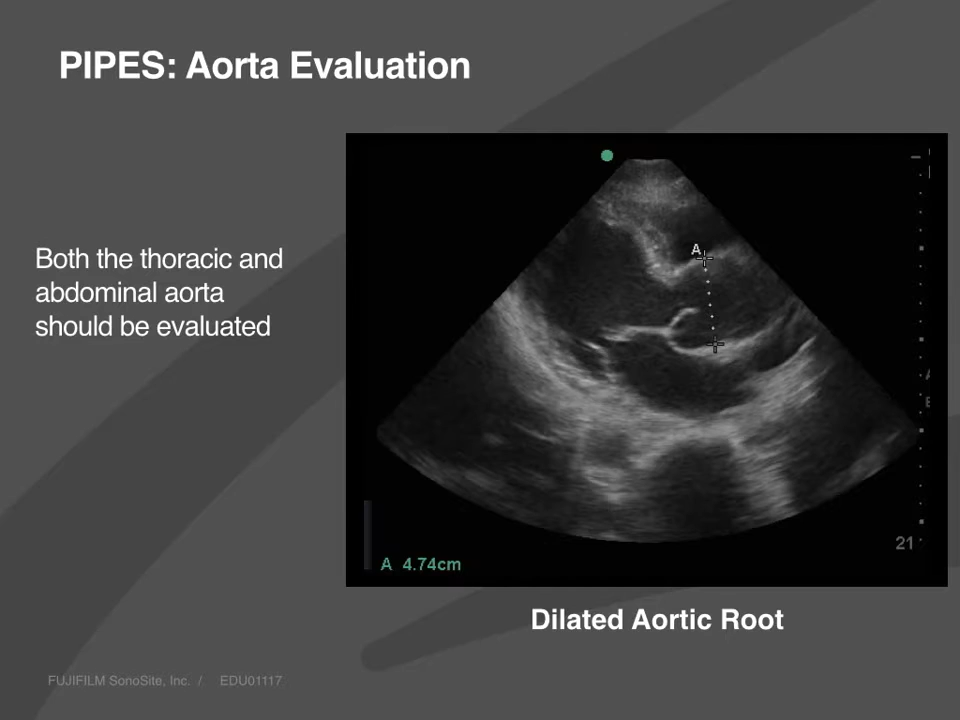 PIPES: Aorta Evaluation
Both the thoracic and
abdominal aorta
should be evaluated
A
A 4.74cm
21
Dilated Aortic Root
FUJIFILM SonoSite, Inc. / EDU01117